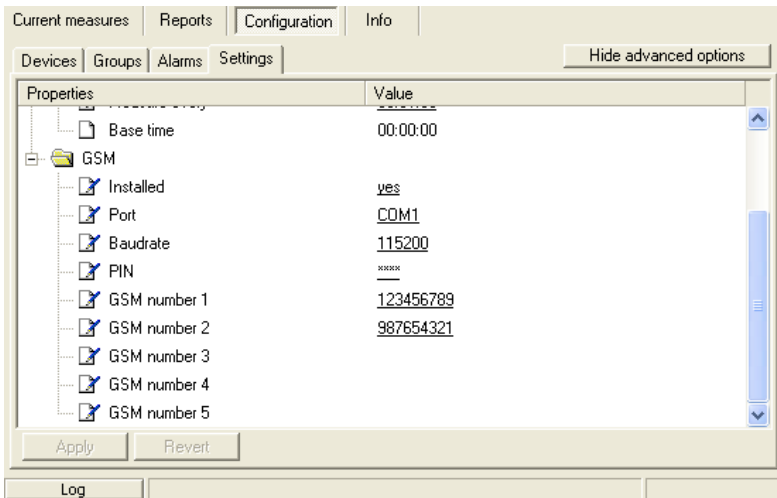 Current measures Reports Configuration Info
Devices Groups Alarms Settings Hide advanced options
Properties Value
Base time 00:00:00
GSM
Installed yes
Port COM1
Baudrate 115200
PIN ****
GSM number 1 123456789
GSM number 2 987654321
GSM number 3
GSM number 4
GSM number 5
Apply Revert
Log